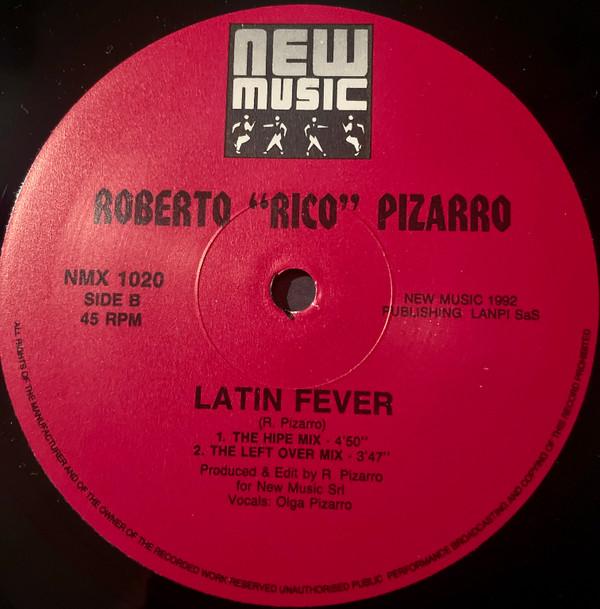 NEW
MUSIC
ROBERTO “RICO” PIZARRO
NMX 1020
SIDE B
45 RPM
NEW MUSIC 1992
PUBLISHING LANPI SaS
LATIN FEVER
(R. Pizarro)
1. THE HIPE MIX - 4'50"
2. THE LEFT OVER MIX - 3'47"
Produced & Edit by R. Pizarro
for New Music Srl
Vocals: Olga Pizarro
ALL RIGHTS OF THE MANUFACTURER AND OF THE OWNER OF THE RECORDED WORK RESERVED UNAUTHORISED PUBLIC PERFORMANCE BROADCASTING AND COPYING OF THIS RECORD PROHIBITED